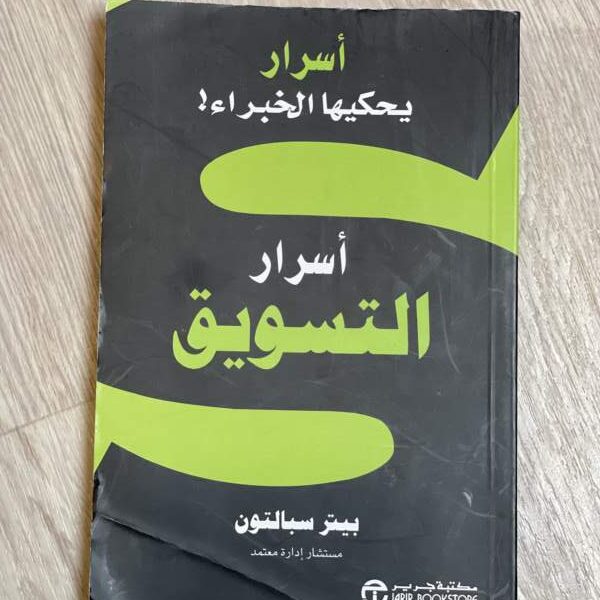 أسرار
يحكيها الخبراء!
أسرار
التسويق
بيتر سبالتون
مستشار إدارة معتمد
مكتبة جرير
JARIR BOOKSTORE